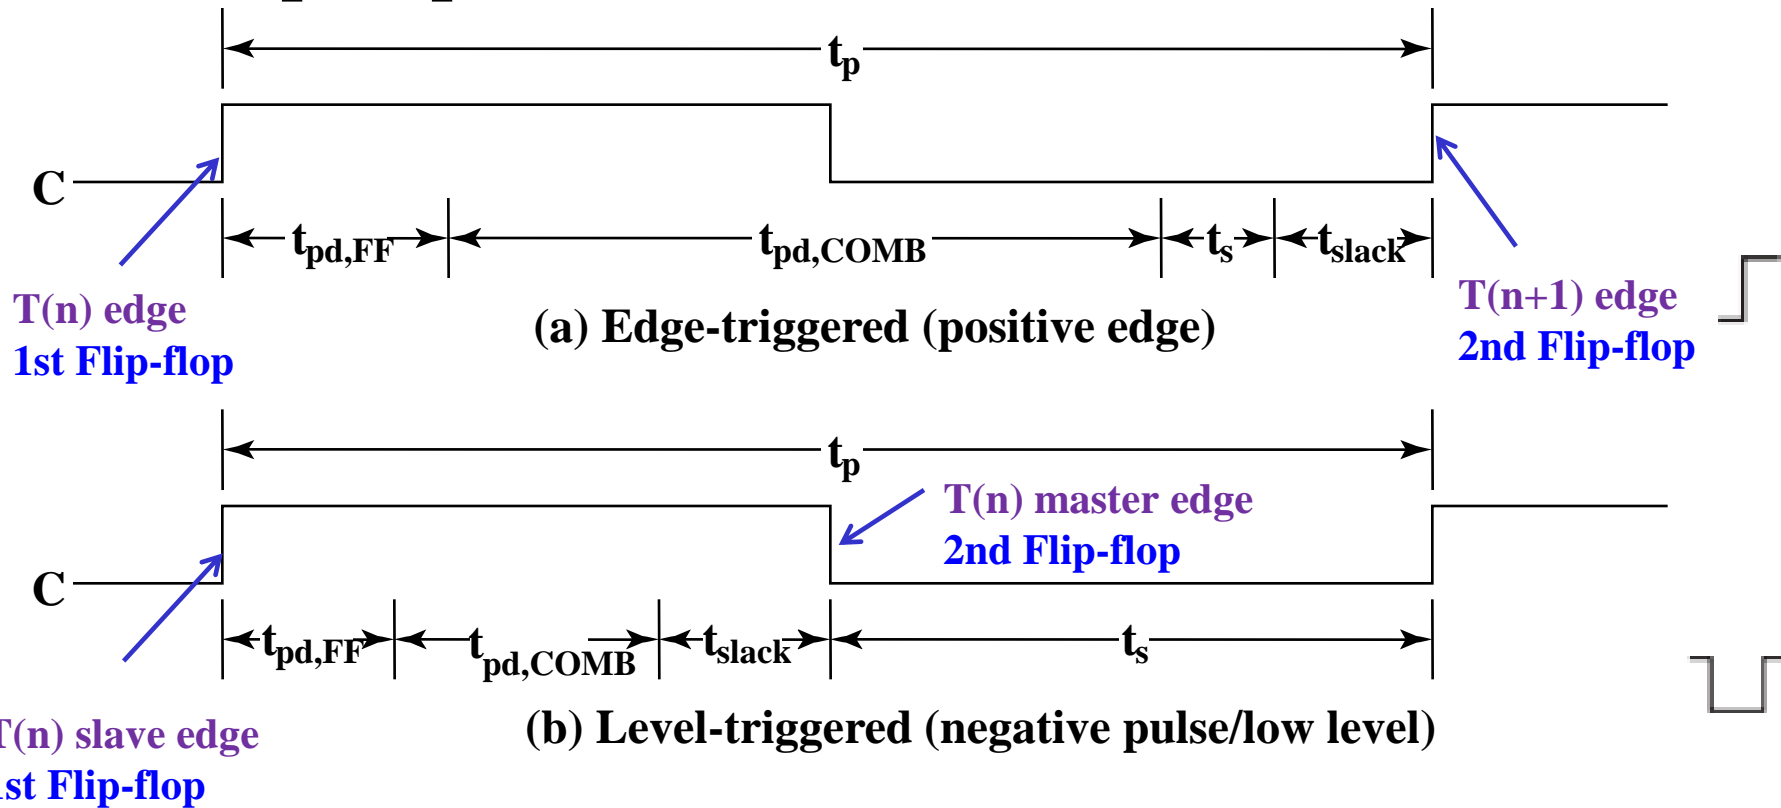 tp
C
tpd,FF tpd,COMB ts tslack
T(n) edge
1st Flip-flop
(a) Edge-triggered (positive edge)
T(n+1) edge
2nd Flip-flop
tp
T(n) master edge
2nd Flip-flop
C
tpd,FF tpd,COMB tslack ts
T(n) slave edge
1st Flip-flop
(b) Level-triggered (negative pulse/low level)